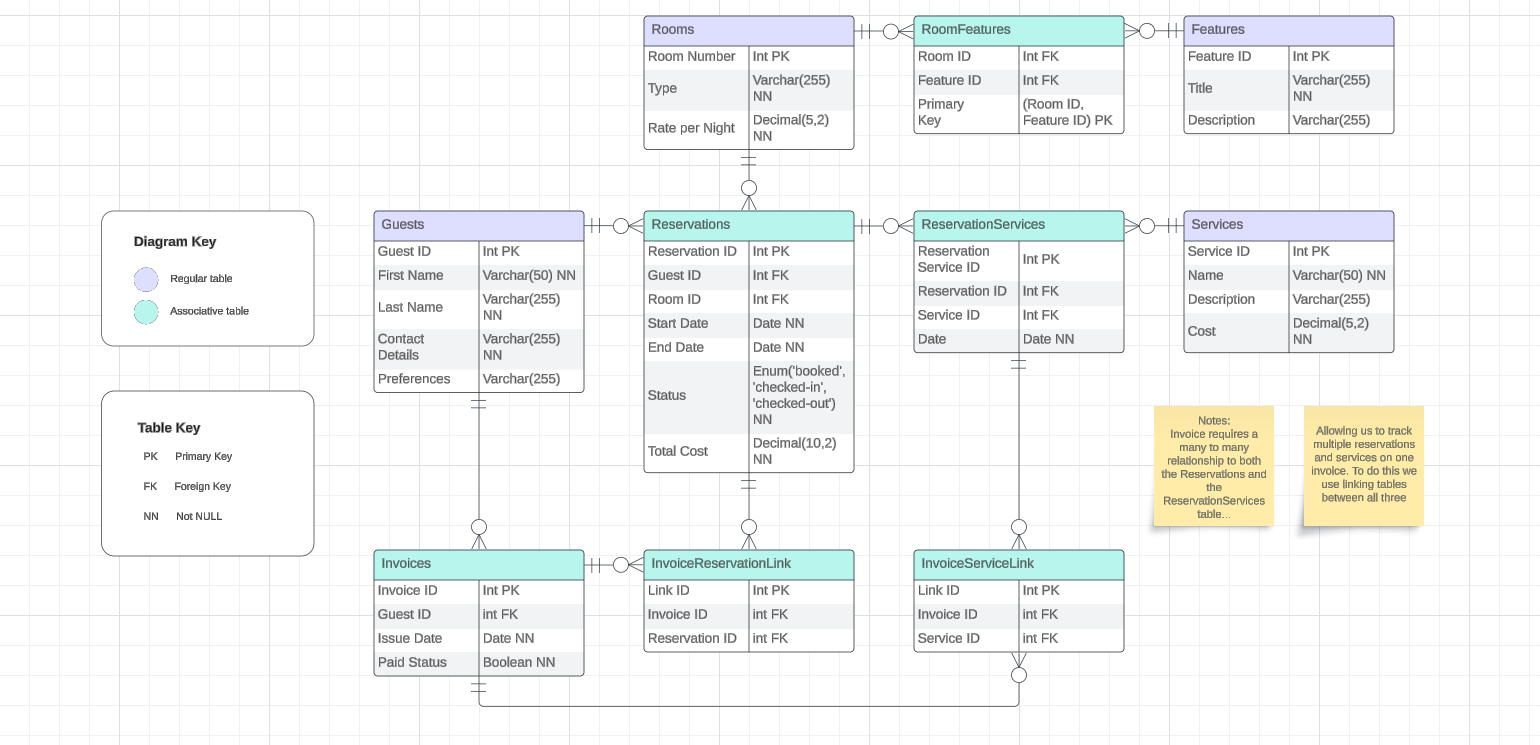 Rooms
Room Number Int PK
Type Varchar(255)
NN
Rate per Night Decimal(5,2)
NN
RoomFeatures
Room ID Int FK
Feature ID Int FK
Primary
Key
(Room ID,
Feature ID) PK
Features
Feature ID Int PK
Title Varchar(255)
NN
Description Varchar(255)
Diagram Key
Regular table
Associative table
Table Key
PK Primary Key
FK Foreign Key
NN Not NULL
Guests
Guest ID Int PK
First Name Varchar(50) NN
Last Name Varchar(255)
NN
Contact
Details
Varchar(255)
NN
Preferences Varchar(255)
Reservations
Reservation ID Int PK
Guest ID Int FK
Room ID Int FK
Start Date Date NN
End Date Date NN
Status
Enum('booked',
'checked-in',
'checked-out')
NN
Total Cost Decimal(10,2)
NN
ReservationServices
Reservation
Service ID
Int PK
Reservation ID Int FK
Service ID Int FK
Date Date NN
Services
Service ID Int PK
Name Varchar(50) NN
Description Varchar(255)
Cost Decimal(5,2)
NN
Notes:
Invoice requires a
many to many
relationship to both
the Reservations and
the
ReservationServices
table...
Allowing us to track
multiple reservations
and services on one
invoice. To do this we
use linking tables
between all three
Invoices
Invoice ID Int PK
Guest ID int FK
Issue Date Date NN
Paid Status Boolean NN
InvoiceReservationLink
Link ID Int PK
Invoice ID int FK
Reservation ID int FK
InvoiceServiceLink
Link ID Int PK
Invoice ID int FK
Service ID int FK